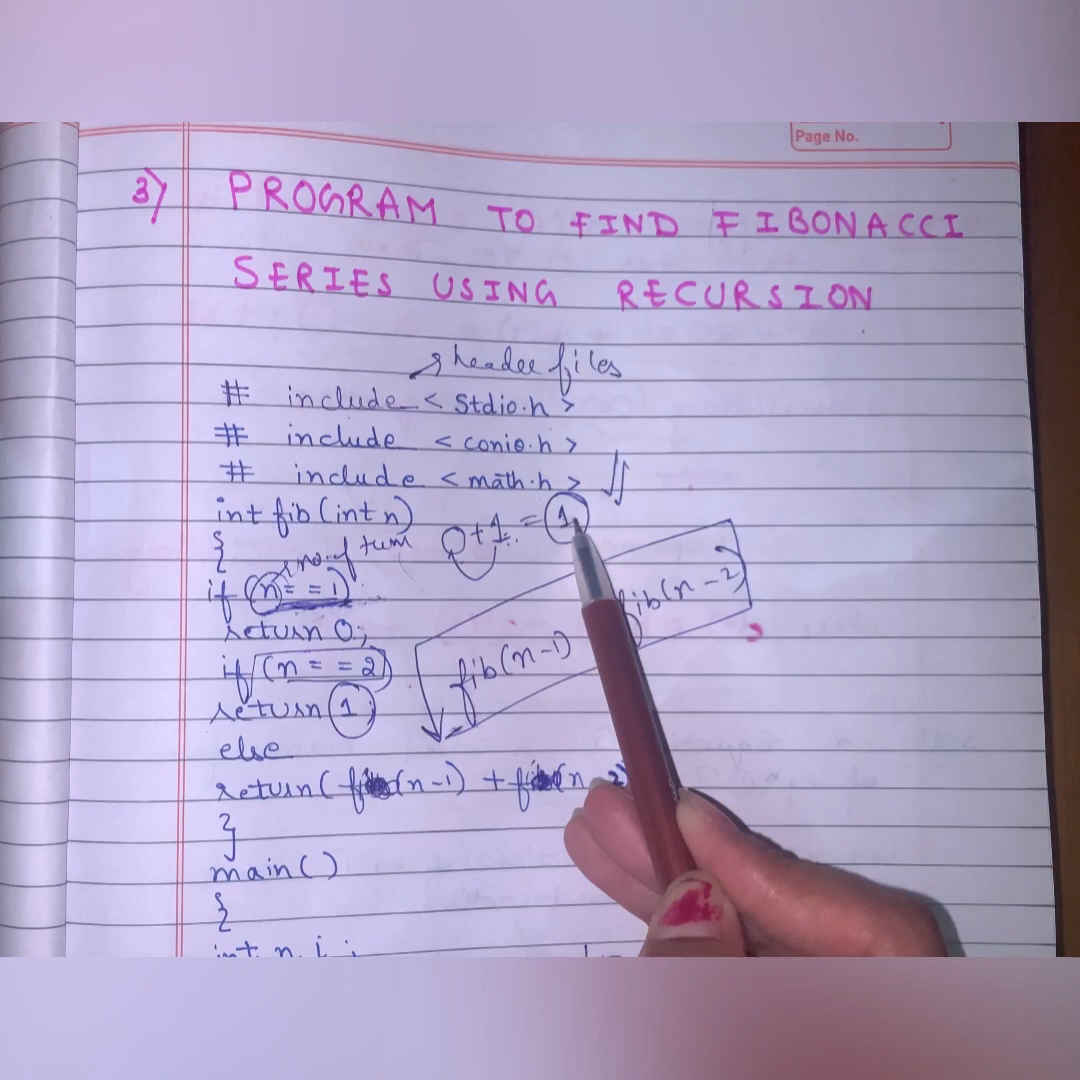 Page No.
3) PROGRAM TO FIND FIBONACCI
SERIES USING RECURSION
header files
# include < Stdio.h >
# include < conio.h >
# include < math.h >
int fib (int n)
{
no. of tum
0 + 1 = 1
if (n = = 1)
return 0;
if (n = = 2)
return 1
fib(n-1)
fib(n-2)
else
return ( fib(n-1) + fib(n-2)
}
main ( )
{
int n, i ;